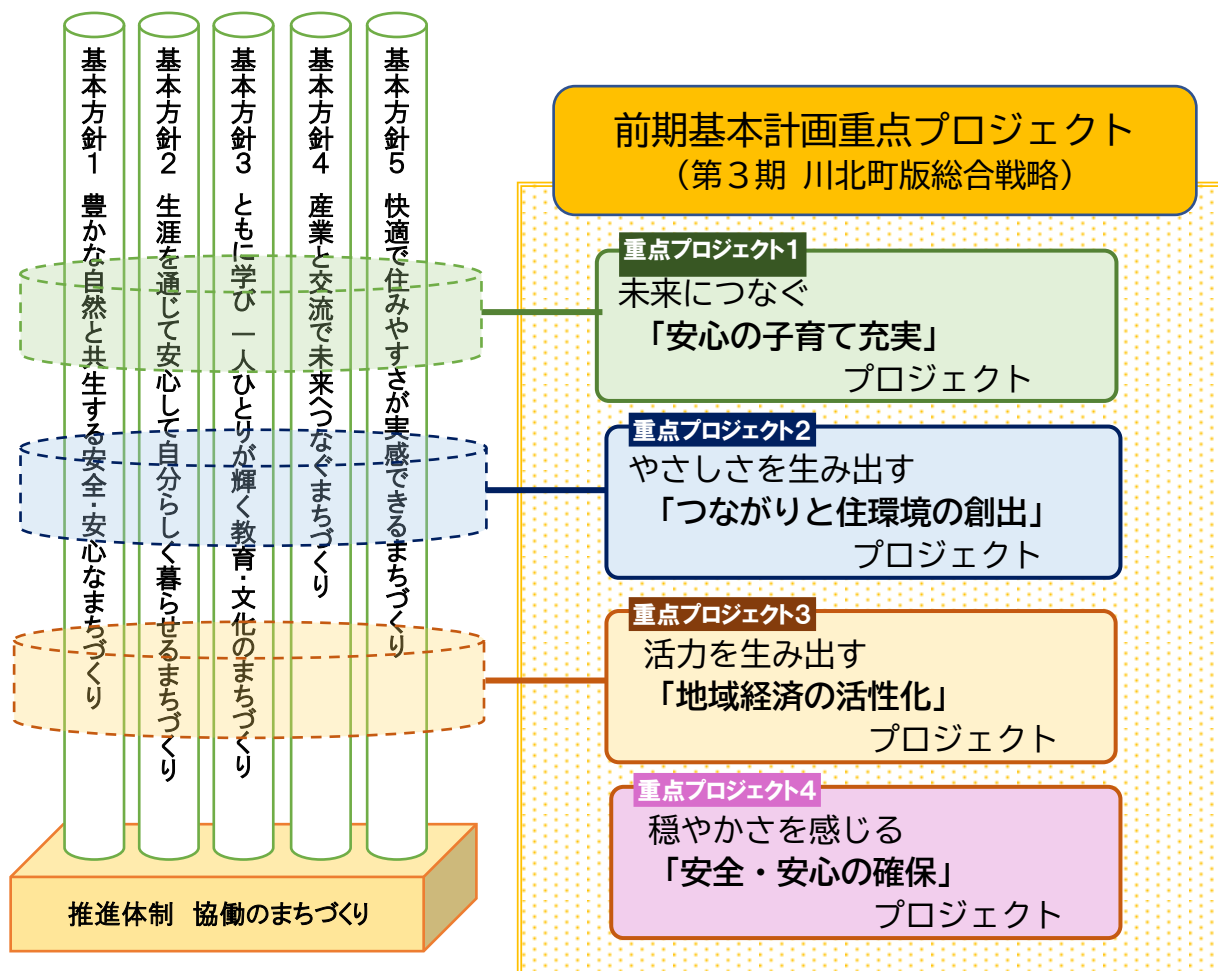 基本方針1 豊かな自然と共生する安全・安心なまちづくり
基本方針2 生涯を通じて安心して自分らしく暮らせるまちづくり
基本方針3 ともに学び 一人ひとりが輝く教育・文化のまちづくり
基本方針4 産業と交流で未来へつなぐまちづくり
基本方針5 快適で住みやすさが実感できるまちづくり
推進体制 協働のまちづくり
前期基本計画重点プロジェクト
（第３期 川北町版総合戦略）
重点プロジェクト1
未来につなぐ
「安心の子育て充実」
プロジェクト
重点プロジェクト2
やさしさを生み出す
「つながりと住環境の創出」
プロジェクト
重点プロジェクト3
活力を生み出す
「地域経済の活性化」
プロジェクト
重点プロジェクト4
穏やかさを感じる
「安全・安心の確保」
プロジェクト